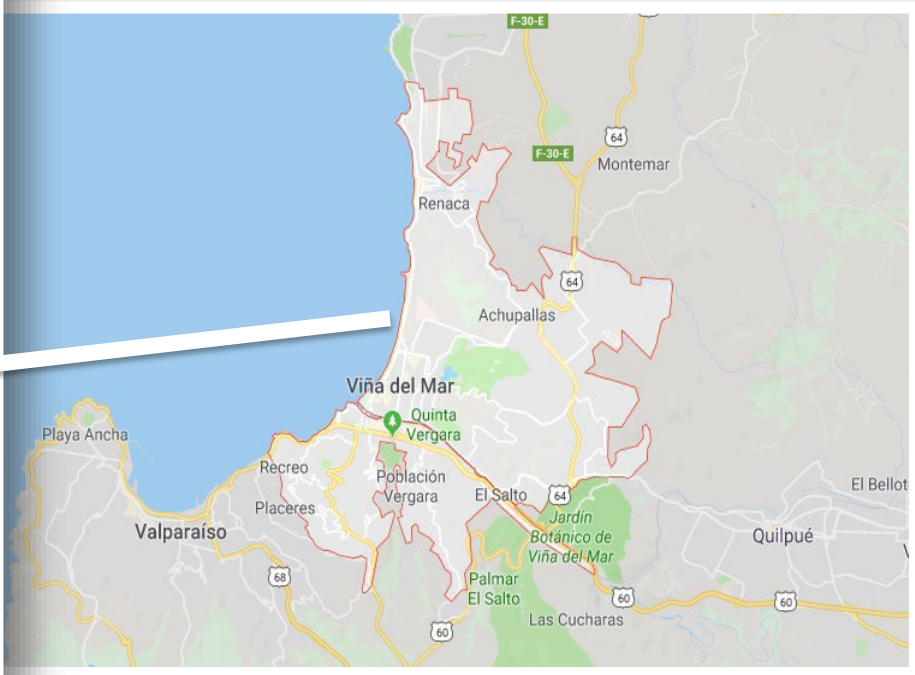 F-30-E
64
F-30-E
Montemar
Renaca
64
Achupallas
Viña del Mar
Quinta
Vergara
Playa Ancha
Recreo
Población
Vergara
El Salto
64
El Bellot
Placeres
Valparaíso
Jardín
Botánico de
Viña del Mar
Quilpué
68
Palmar
El Salto
60
60
Las Cucharas
60